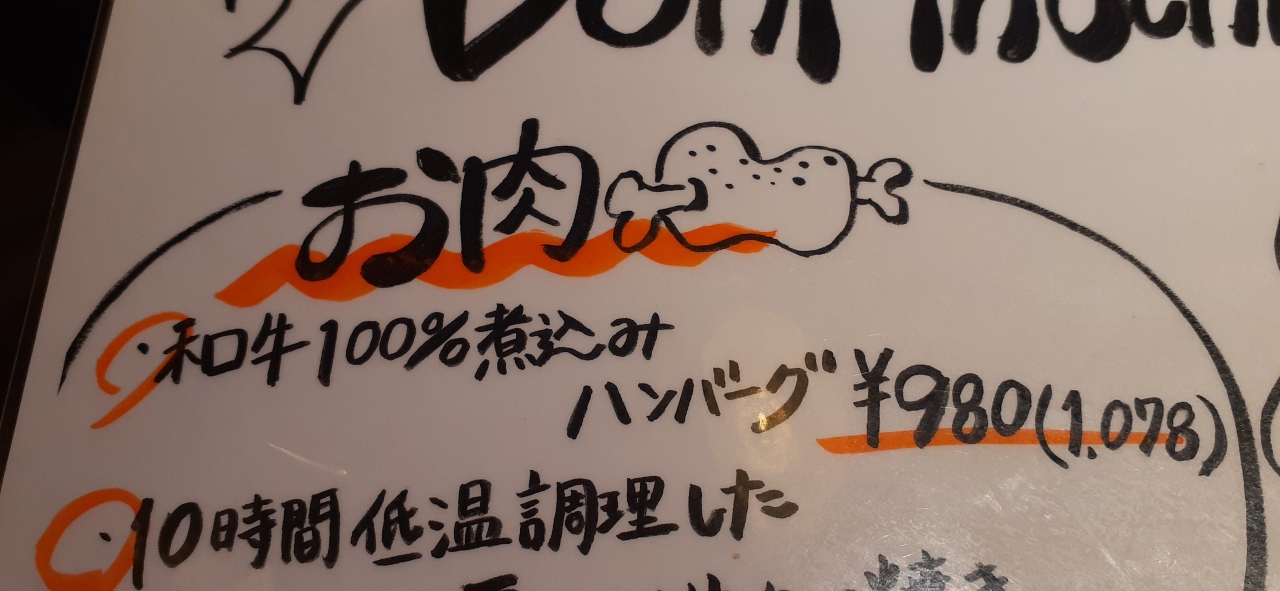 お肉
・和牛100%煮込み
ハンバーグ ¥980(1,078)
・10時間低温調理した